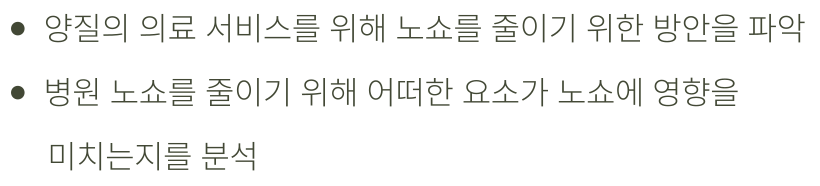 ● 양질의 의료 서비스를 위해 노쇼를 줄이기 위한 방안을 파악
● 병원 노쇼를 줄이기 위해 어떠한 요소가 노쇼에 영향을
미치는지를 분석